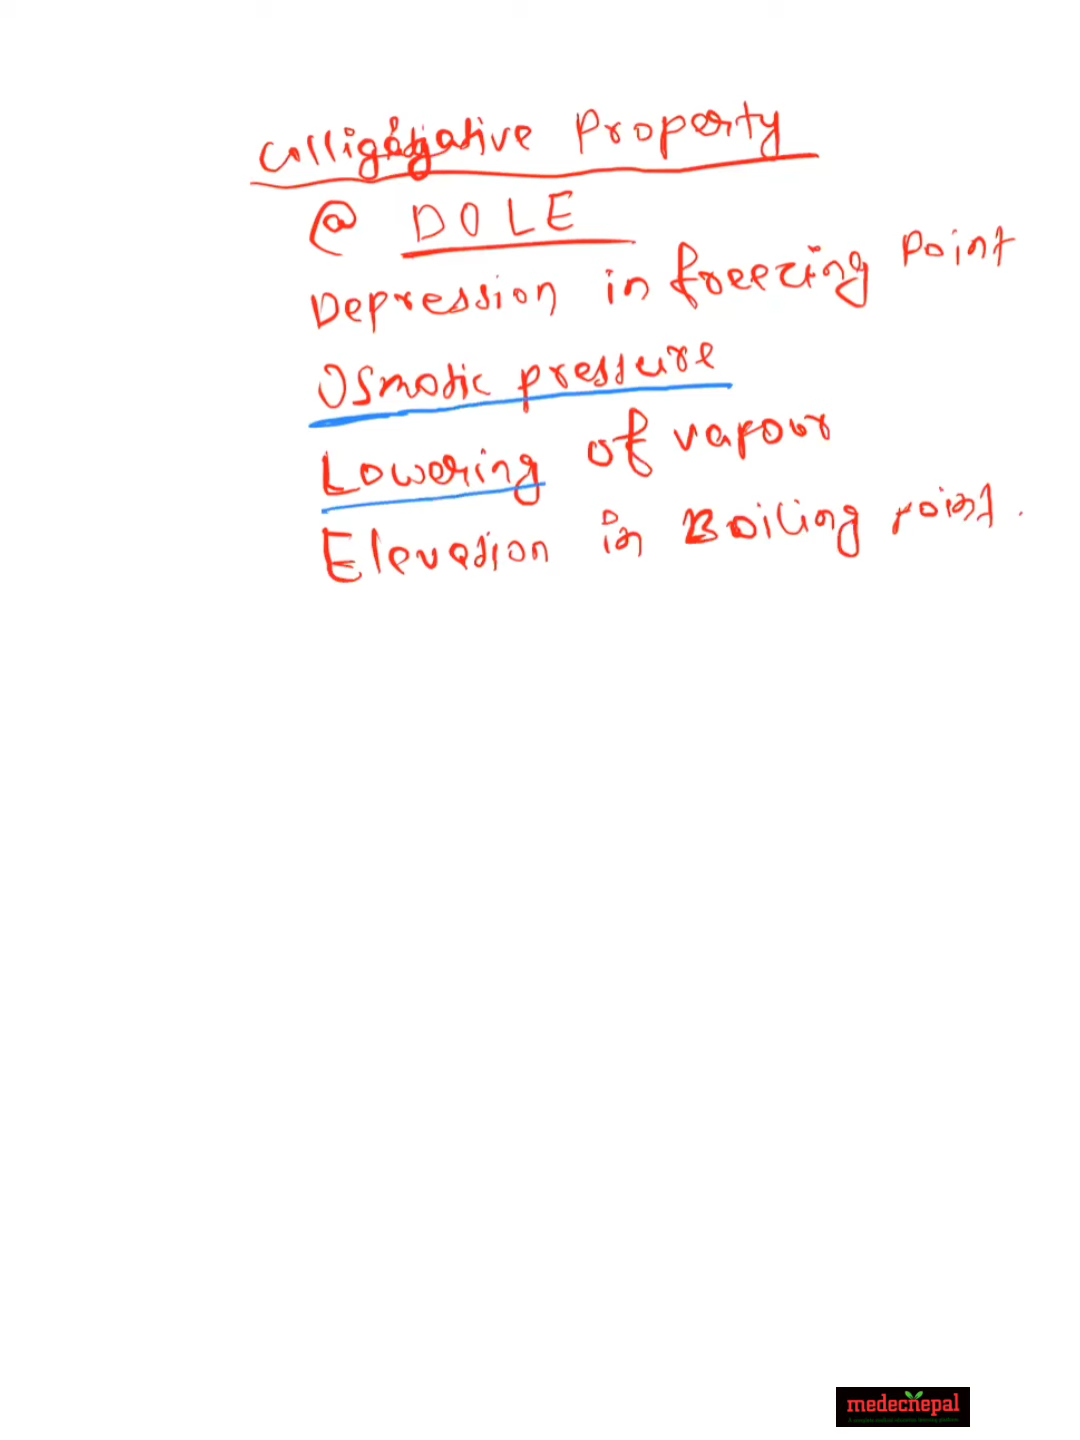 Colligative Property
@ DOLE
Depression in freezing Point
Osmotic pressure
Lowering of vapour
Elevation in Boiling point.
medecnepal